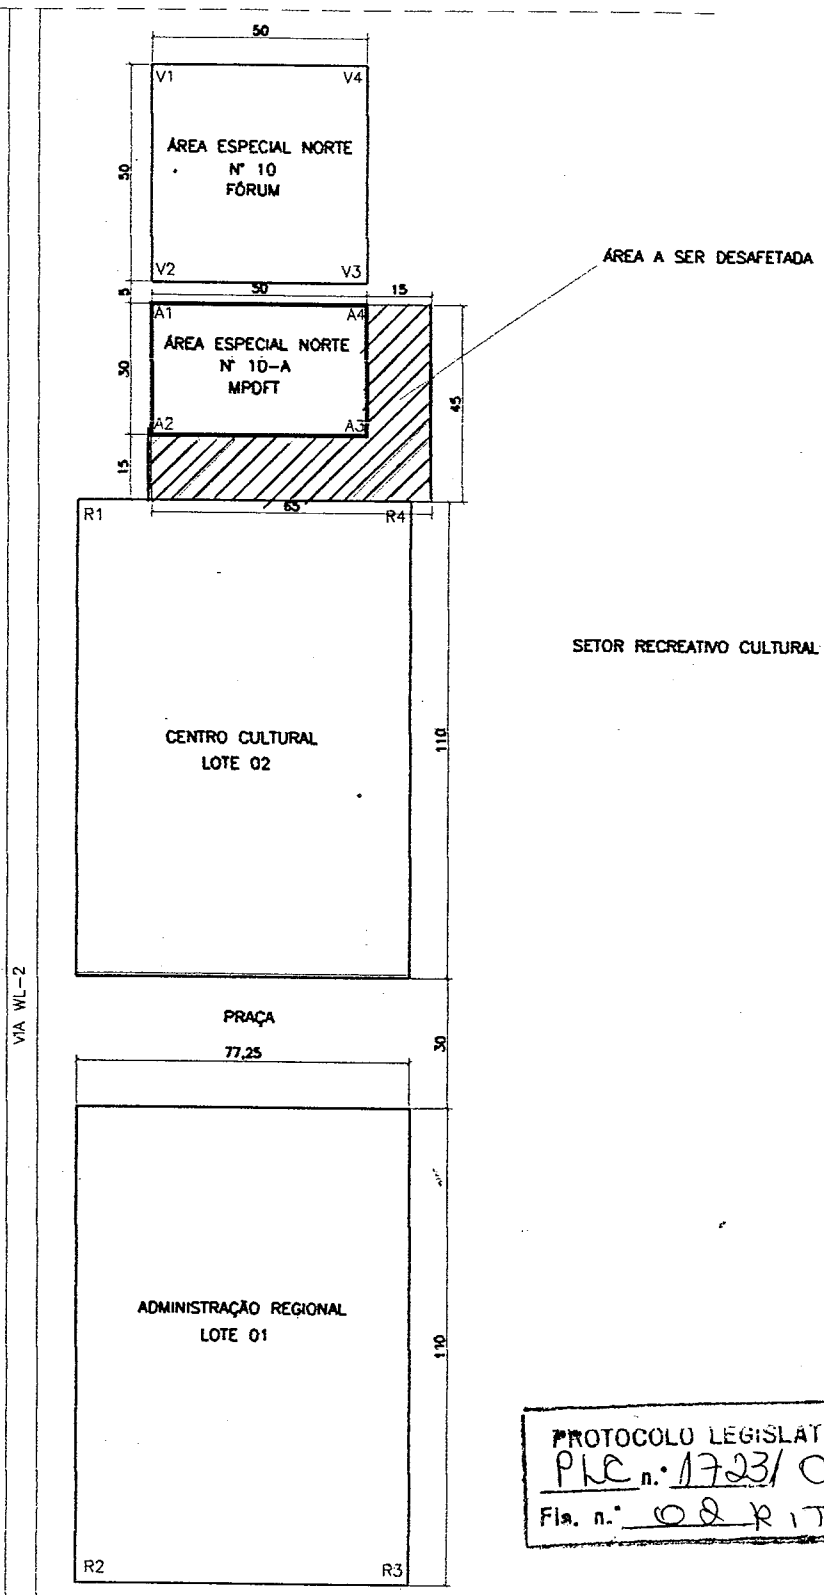 50
V1
V4
ÁREA ESPECIAL NORTE
Nº 10
FÓRUM
50
V2
V3
5
50
15
ÁREA A SER DESAFETADA
A1
A4
ÁREA ESPECIAL NORTE
Nº 10-A
MPDFT
30
45
A2
A3
15
65
R1
R4
SETOR RECREATIVO CULTURAL
CENTRO CULTURAL
LOTE 02
110
VIA WL-2
PRAÇA
30
77,25
ADMINISTRAÇÃO REGIONAL
LOTE 01
110
R2
R3
PROTOCOLO LEGISLAT
PLC n.º 1723/
Fls. n.º 02 RIT